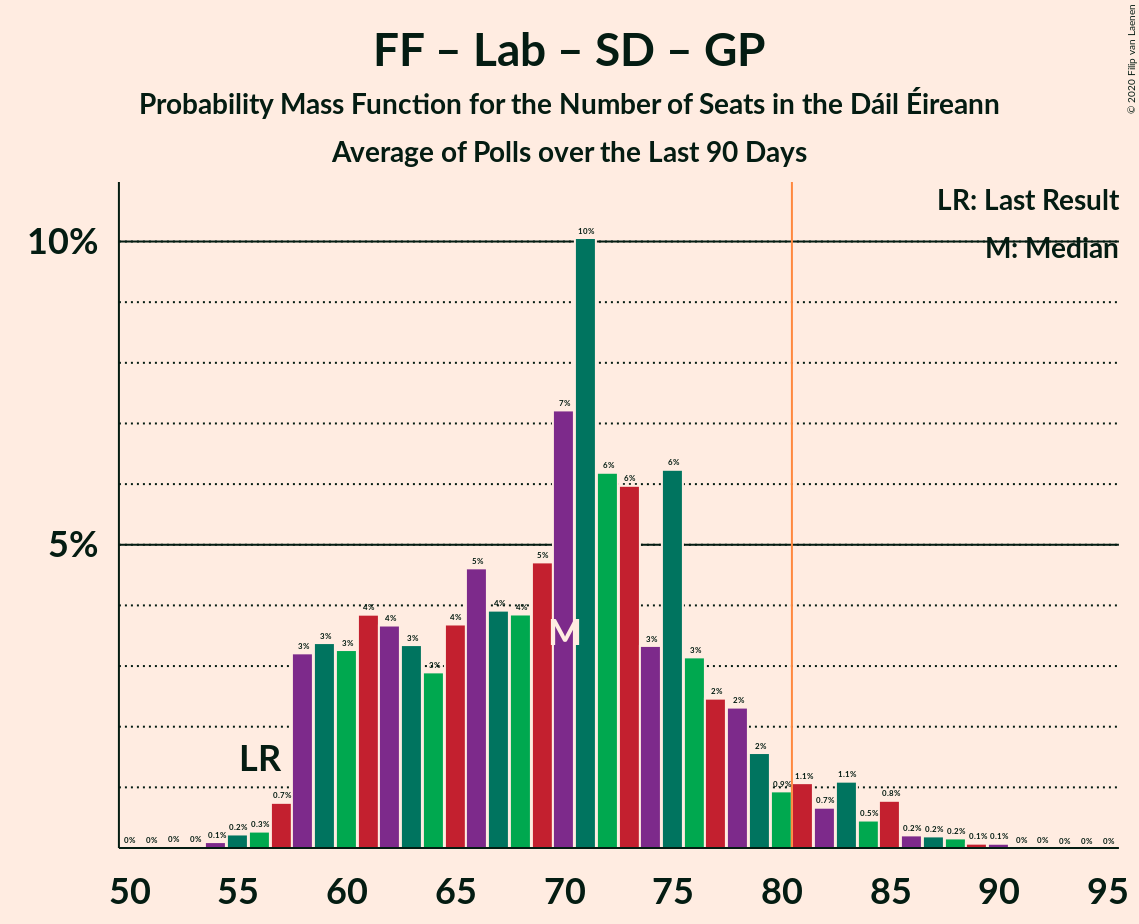 FF – Lab – SD – GP
Probability Mass Function for the Number of Seats in the Dáil Éireann
Average of Polls over the Last 90 Days
© 2020 Filip van Laenen
LR: Last Result
M: Median
10%
5%
LR
M
0% 0% 0% 0% 0.1% 0.2% 0.3% 0.7% 3% 3% 3% 4% 4% 3% 3% 4% 5% 4% 4% 5% 7% 10% 6% 6% 3% 6% 3% 2% 2% 2% 0.9% 1.1% 0.7% 1.1% 0.5% 0.8% 0.2% 0.2% 0.2% 0.1% 0.1% 0% 0% 0% 0% 0%
50 55 60 65 70 75 80 85 90 95